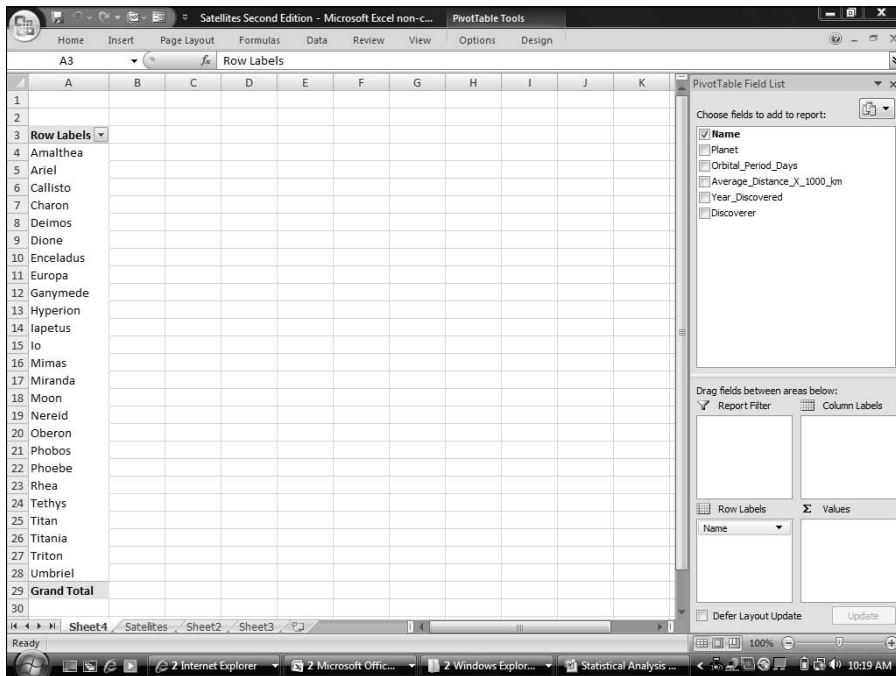 Satellites Second Edition - Microsoft Excel non-c... PivotTable Tools
Home Insert Page Layout Formulas Data Review View Options Design
A3 fx Row Labels
A B C D E F G H I J K
1
2
3 Row Labels
4 Amalthea
5 Ariel
6 Callisto
7 Charon
8 Deimos
9 Dione
10 Enceladus
11 Europa
12 Ganymede
13 Hyperion
14 Iapetus
15 Io
16 Mimas
17 Miranda
18 Moon
19 Nereid
20 Oberon
21 Phobos
22 Phoebe
23 Rhea
24 Tethys
25 Titan
26 Titania
27 Triton
28 Umbriel
29 Grand Total
30
PivotTable Field List
Choose fields to add to report:
Name
Planet
Orbital_Period_Days
Average_Distance_X_1000_km
Year_Discovered
Discoverer
Drag fields between areas below:
Report Filter Column Labels
Row Labels Σ Values
Name
Defer Layout Update Update
Sheet4 Satellites Sheet2 Sheet3
Ready 100%
2 Internet Explorer 2 Microsoft Offic... 2 Windows Explor... Statistical Analysis ... 10:19 AM